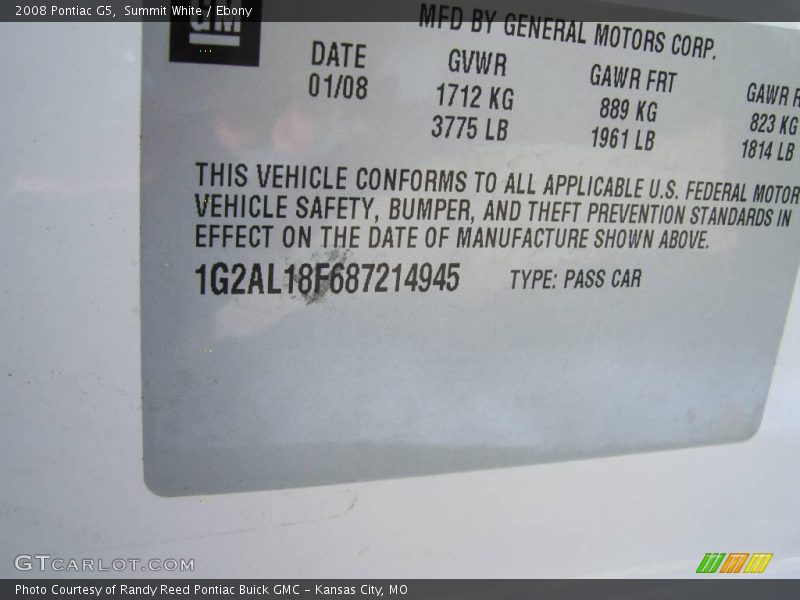 2008 Pontiac G5, Summit White / Ebony
GM
MFD BY GENERAL MOTORS CORP.
DATE GVWR GAWR FRT GAWR R
01/08 1712 KG 889 KG 823 KG
3775 LB 1961 LB 1814 LB
THIS VEHICLE CONFORMS TO ALL APPLICABLE U.S. FEDERAL MOTOR
VEHICLE SAFETY, BUMPER, AND THEFT PREVENTION STANDARDS IN
EFFECT ON THE DATE OF MANUFACTURE SHOWN ABOVE.
1G2AL18F687214945 TYPE: PASS CAR
GTCARLOT.COM
Photo Courtesy of Randy Reed Pontiac Buick GMC - Kansas City, MO